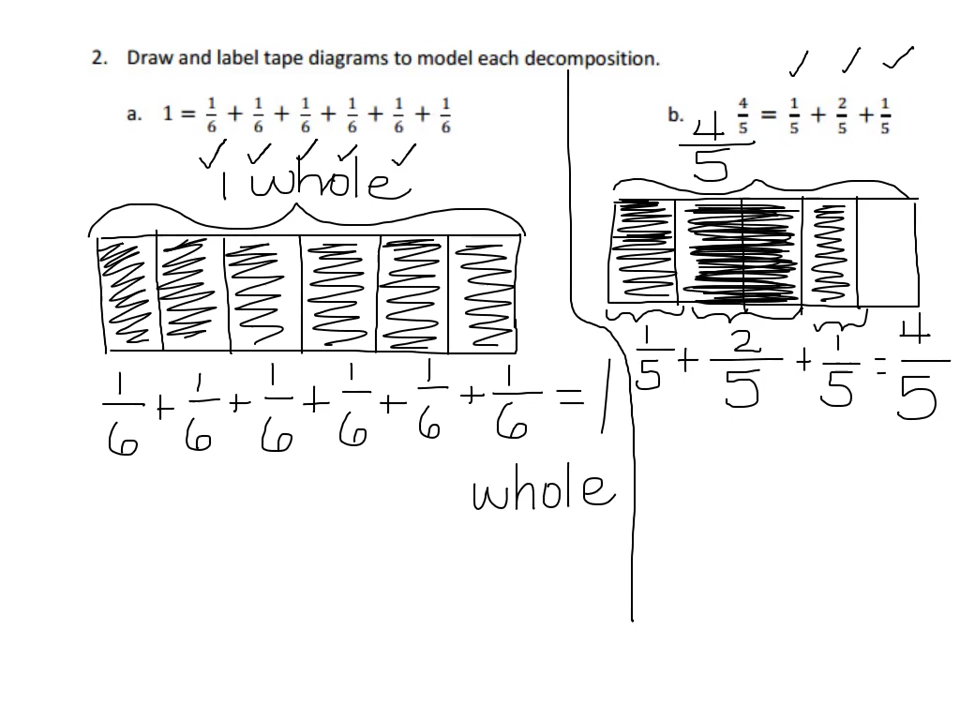 2. Draw and label tape diagrams to model each decomposition.
a. 1 = 1/6 + 1/6 + 1/6 + 1/6 + 1/6 + 1/6
b. 4/5 = 1/5 + 2/5 + 1/5
1 whole
1/6 + 1/6 + 1/6 + 1/6 + 1/6 + 1/6 = 1
whole
4/5
1/5 + 2/5 + 1/5 = 4/5